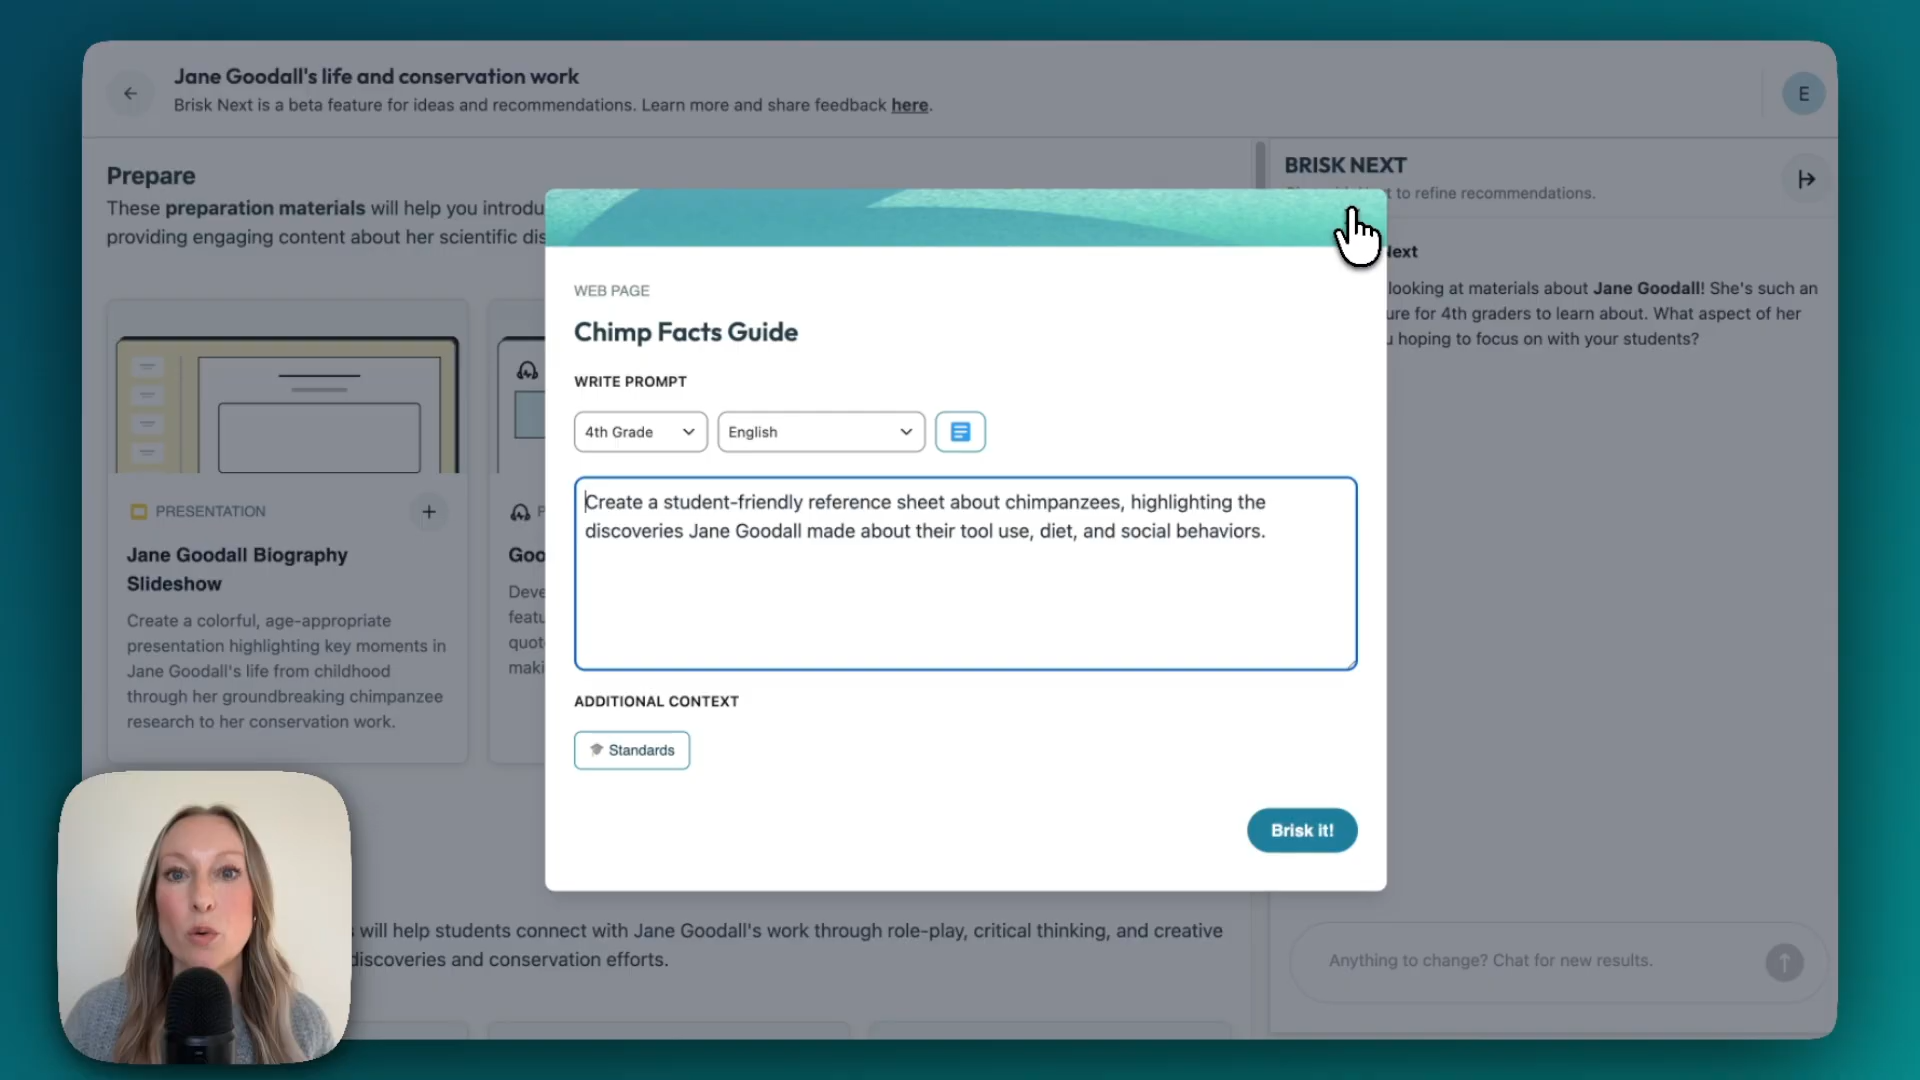 Jane Goodall's life and conservation work
Brisk Next is a beta feature for ideas and recommendations. Learn more and share feedback here.
E
Prepare
These preparation materials will help you introdu
providing engaging content about her scientific dis
PRESENTATION
Jane Goodall Biography
Slideshow
Create a colorful, age-appropriate
presentation highlighting key moments in
Jane Goodall's life from childhood
through her groundbreaking chimpanzee
research to her conservation work.
P
Goo
Deve
featu
quot
maki
WEB PAGE
Chimp Facts Guide
WRITE PROMPT
4th Grade
English
Create a student-friendly reference sheet about chimpanzees, highlighting the
discoveries Jane Goodall made about their tool use, diet, and social behaviors.
ADDITIONAL CONTEXT
Standards
Brisk it!
will help students connect with Jane Goodall's work through role-play, critical thinking, and creative
discoveries and conservation efforts.
BRISK NEXT
t to refine recommendations.
Next
looking at materials about Jane Goodall! She's such an
ure for 4th graders to learn about. What aspect of her
u hoping to focus on with your students?
Anything to change? Chat for new results.